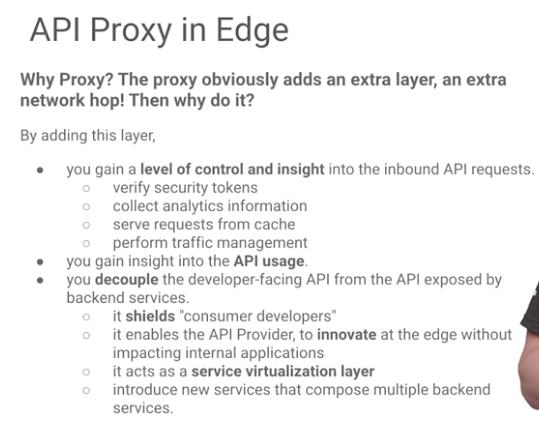 API Proxy in Edge
Why Proxy? The proxy obviously adds an extra layer, an extra
network hop! Then why do it?
By adding this layer,
● you gain a level of control and insight into the inbound API requests.
○ verify security tokens
○ collect analytics information
○ serve requests from cache
○ perform traffic management
● you gain insight into the API usage.
● you decouple the developer-facing API from the API exposed by
backend services.
○ it shields "consumer developers"
○ it enables the API Provider, to innovate at the edge without
impacting internal applications
○ it acts as a service virtualization layer
○ introduce new services that compose multiple backend
services.